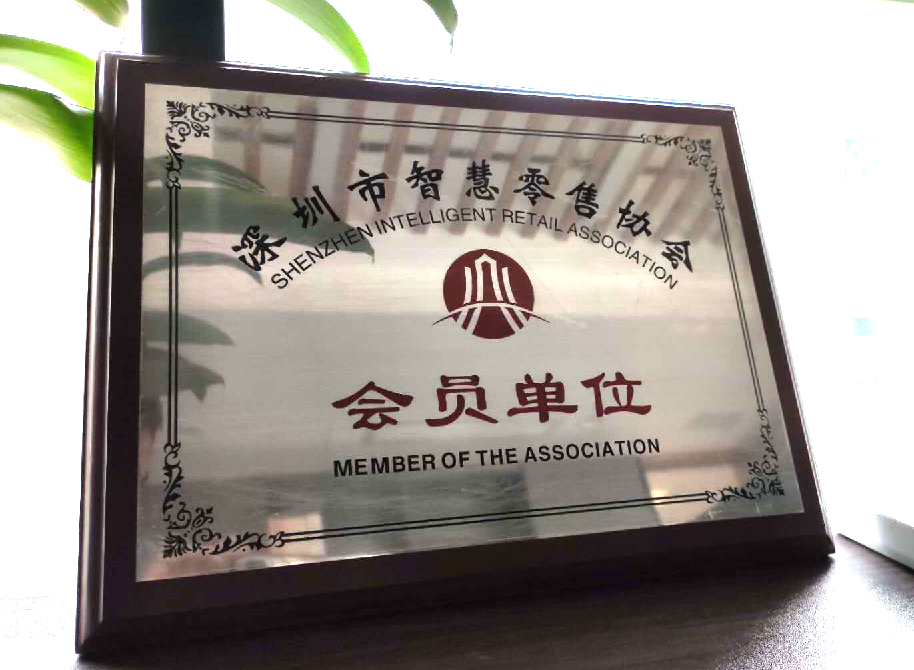 深圳市智慧零售协会
SHENZHEN INTELLIGENT RETAIL ASSOCIATION
会员单位
MEMBER OF THE ASSOCIATION